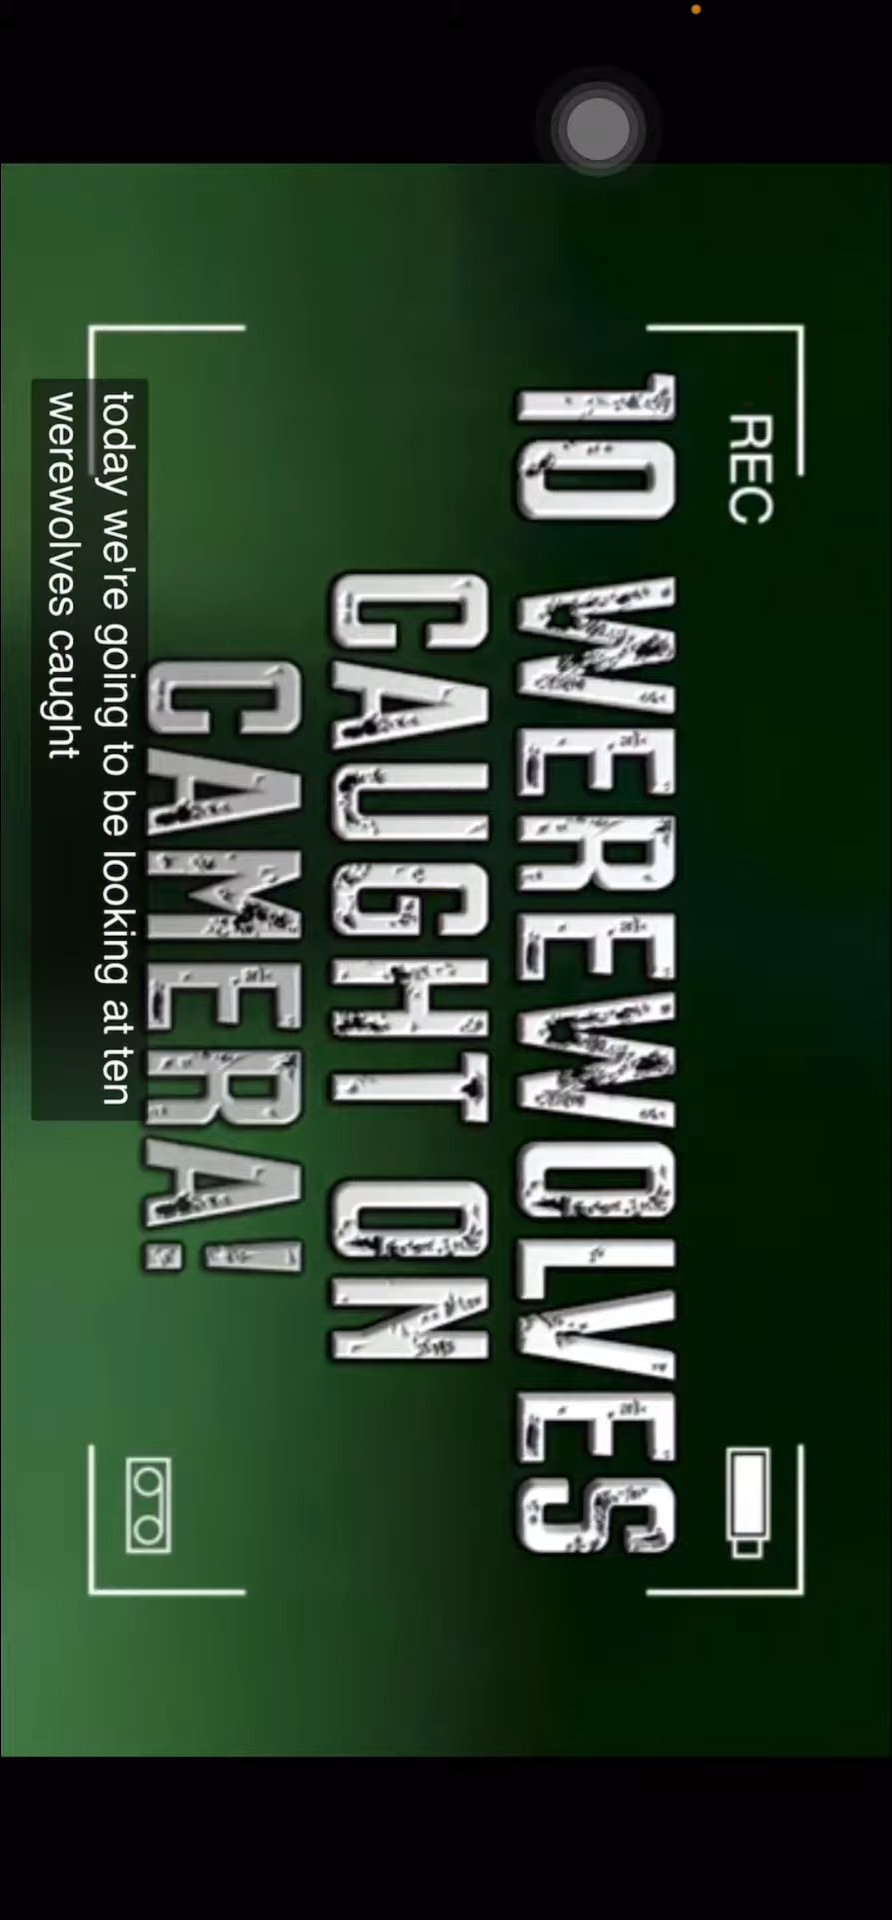 REC
10 WEREWOLVES
CAUGHT ON
CAMERA!
today we're going to be looking at ten
werewolves caught